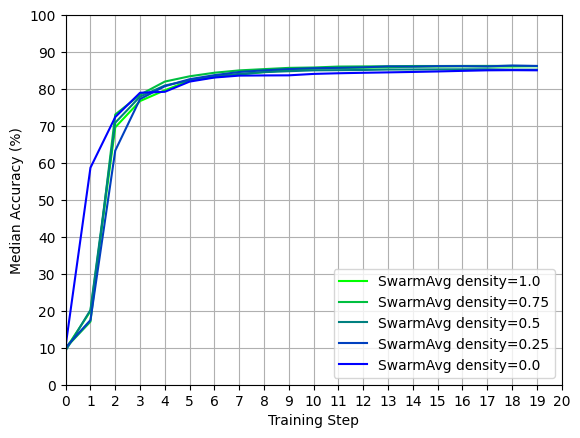 100
90
80
70
60
50
40
30
20
10
0
Median Accuracy (%)
SwarmAvg density=1.0
SwarmAvg density=0.75
SwarmAvg density=0.5
SwarmAvg density=0.25
SwarmAvg density=0.0
0 1 2 3 4 5 6 7 8 9 10 11 12 13 14 15 16 17 18 19 20
Training Step